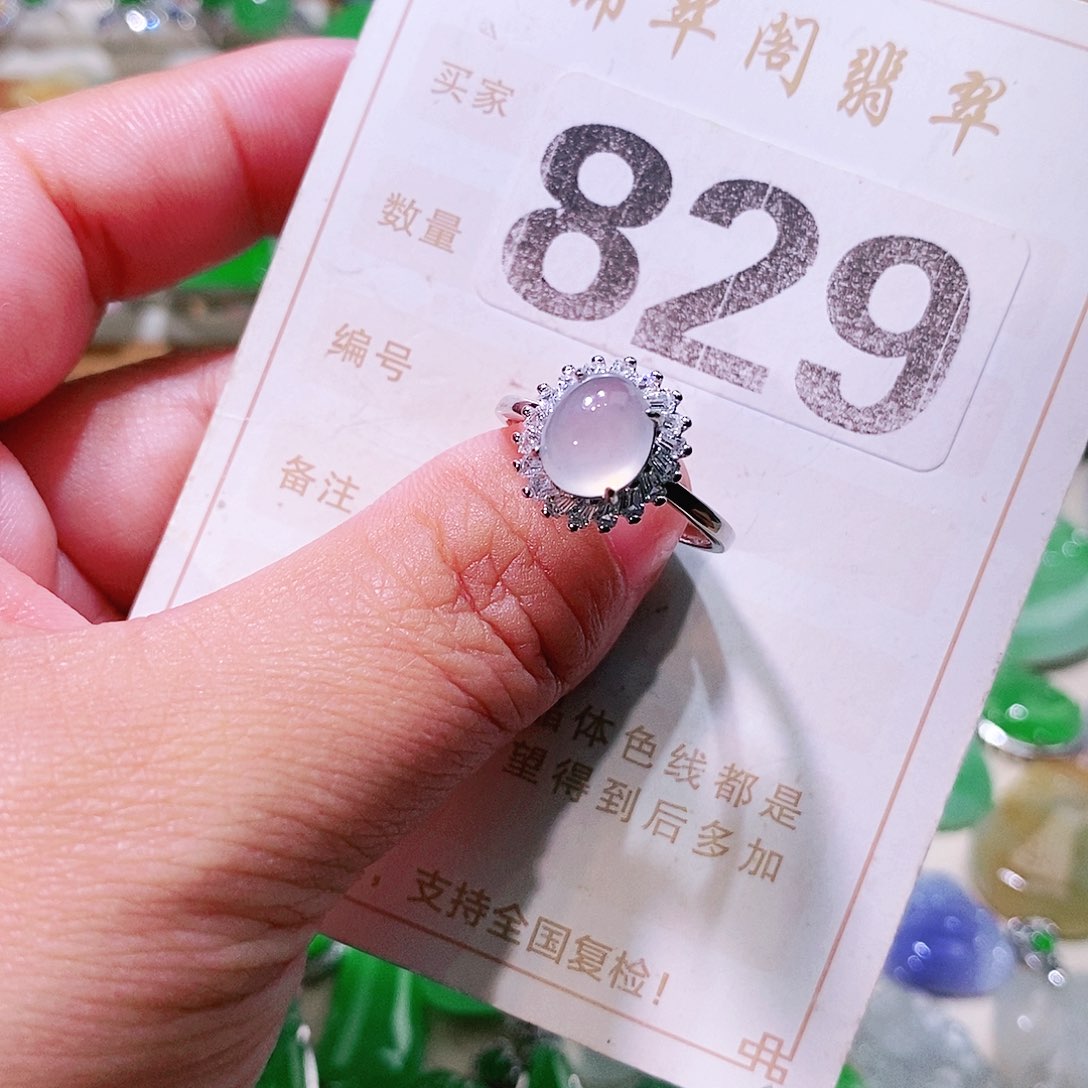 翠阁翡翠
买家
829
数量
编号
备注
体色线都是
望得到后多加
，支持全国复检！